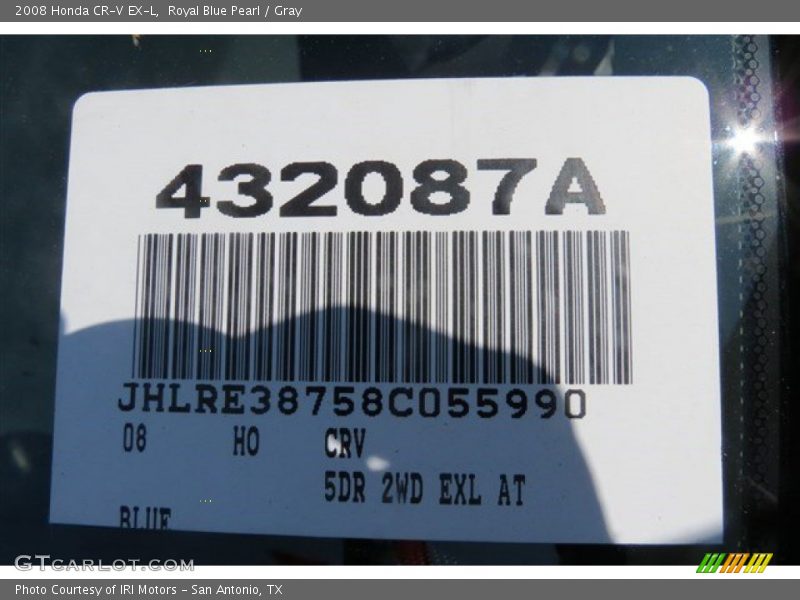 2008 Honda CR-V EX-L, Royal Blue Pearl / Gray
432087A
JHLRE38758C055990
08 HO CRV
5DR 2WD EXL AT
BLUE
GTCARLOT.COM
Photo Courtesy of IRI Motors - San Antonio, TX